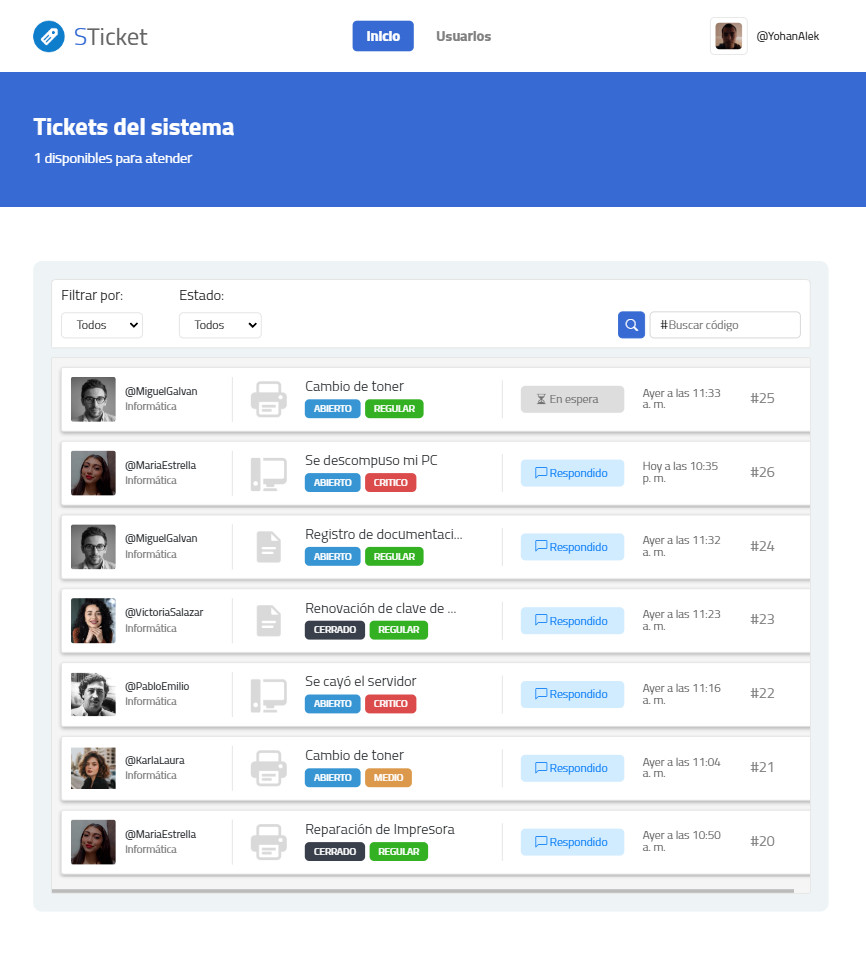 STicket
Inicio
Usuarios
@YohanAlek
Tickets del sistema
1 disponibles para atender
Filtrar por:
Estado:
Todos
Todos
#Buscar código
@MiguelGalvan
Informática
Cambio de toner
ABIERTO
REGULAR
En espera
Ayer a las 11:33
a. m.
#25
@MariaEstrella
Informática
Se descompuso mi PC
ABIERTO
CRITICO
Respondido
Hoy a las 10:35
p. m.
#26
@MiguelGalvan
Informática
Registro de documentaci...
ABIERTO
REGULAR
Respondido
Ayer a las 11:32
a. m.
#24
@VictoriaSalazar
Informática
Renovación de clave de ...
CERRADO
REGULAR
Respondido
Ayer a las 11:23
a. m.
#23
@PabloEmilio
Informática
Se cayó el servidor
ABIERTO
CRITICO
Respondido
Ayer a las 11:16
a. m.
#22
@KarlaLaura
Informática
Cambio de toner
ABIERTO
MEDIO
Respondido
Ayer a las 11:04
a. m.
#21
@MariaEstrella
Informática
Reparación de Impresora
CERRADO
REGULAR
Respondido
Ayer a las 10:50
a. m.
#20